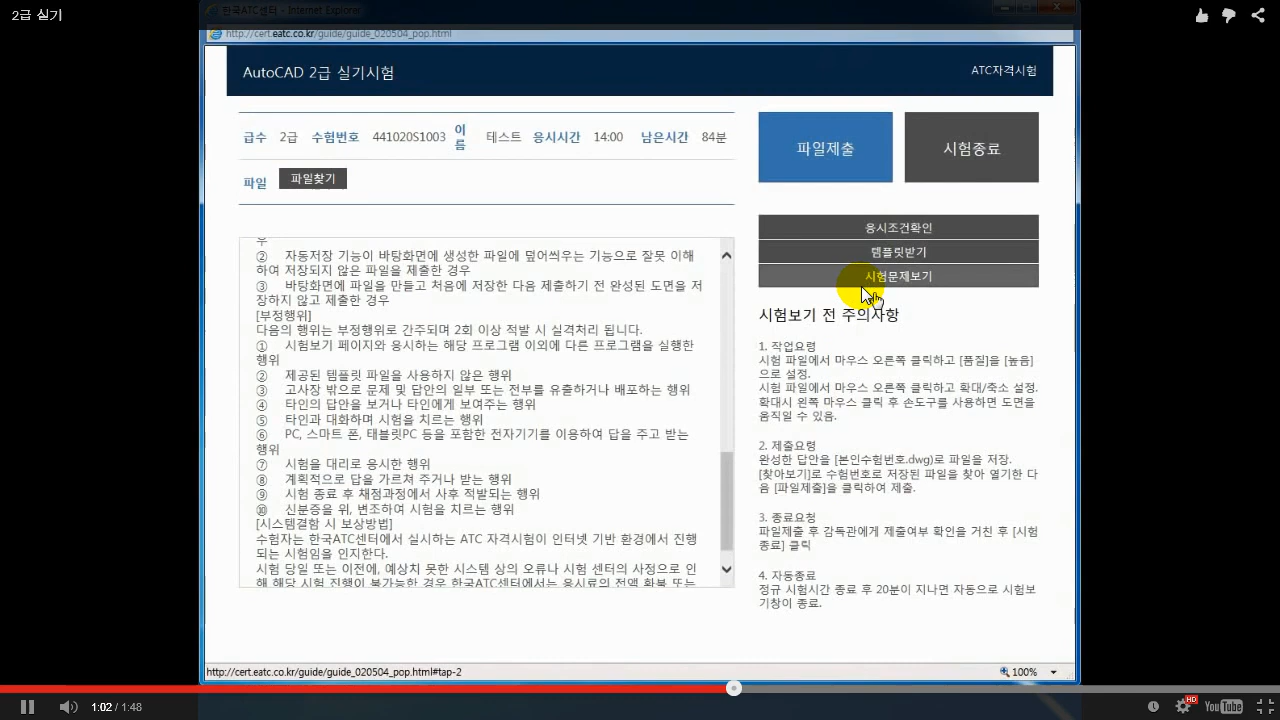 2급 실기
한국ATC센터 - Internet Explorer
http://cert.eatc.co.kr/guide/guide_020504_pop.html
AutoCAD 2급 실기시험
ATC자격시험
급수 2급 수험번호 441020S1003 이름 테스트 응시시간 14:00 남은시간 84분
파일 파일찾기
파일제출
시험종료
응시조건확인
템플릿받기
시험문제보기
우
② 자동저장 기능이 바탕화면에 생성한 파일에 덮어씌우는 기능으로 잘못 이해
하여 저장되지 않은 파일을 제출한 경우
③ 바탕화면에 파일을 만들고 처음에 저장한 다음 제출하기 전 완성된 도면을 저
장하지 않고 제출한 경우
[부정행위]
다음의 행위는 부정행위로 간주되며 2회 이상 적발 시 실격처리 됩니다.
① 시험보기 페이지와 응시하는 해당 프로그램 이외에 다른 프로그램을 실행한
행위
② 제공된 템플릿 파일을 사용하지 않은 행위
③ 고사장 밖으로 문제 및 답안의 일부 또는 전부를 유출하거나 배포하는 행위
④ 타인의 답안을 보거나 타인에게 보여주는 행위
⑤ 타인과 대화하며 시험을 치르는 행위
⑥ PC, 스마트 폰, 태블릿PC 등을 포함한 전자기기를 이용하여 답을 주고 받는
행위
⑦ 시험을 대리로 응시한 행위
⑧ 계획적으로 답을 가르쳐 주거나 받는 행위
⑨ 시험 종료 후 채점과정에서 사후 적발되는 행위
⑩ 신분증을 위, 변조하여 시험을 치르는 행위
[시스템결함 시 보상방법]
수험자는 한국ATC센터에서 실시하는 ATC 자격시험이 인터넷 기반 환경에서 진행
되는 시험임을 인지한다.
시험 당일 또는 이전에, 예상치 못한 시스템 상의 오류나 시험 센터의 사정으로 인
해 해당 시험 진행이 불가능한 경우 한국ATC센터에서는 응시료의 전액 환불 또는
시험보기 전 주의사항
1. 작업요령
시험 파일에서 마우스 오른쪽 클릭하고 [품질]을 [높음]
으로 설정.
시험 파일에서 마우스 오른쪽 클릭하고 확대/축소 설정.
확대시 왼쪽 마우스 클릭 후 손도구를 사용하면 도면을
움직일 수 있음.
2. 제출요령
완성한 답안을 [본인수험번호.dwg)로 파일을 저장.
[찾아보기]로 수험번호로 저장된 파일을 찾아 열기한 다
음 [파일제출]을 클릭하여 제출.
3. 종료요청
파일제출 후 감독관에게 제출여부 확인을 거친 후 [시험
종료] 클릭
4. 자동종료
정규 시험시간 종료 후 20분이 지나면 자동으로 시험보
기창이 종료.
http://cert.eatc.co.kr/guide/guide_020504_pop.html#tap-2
100%
1:02 / 1:48
HD
YouTube